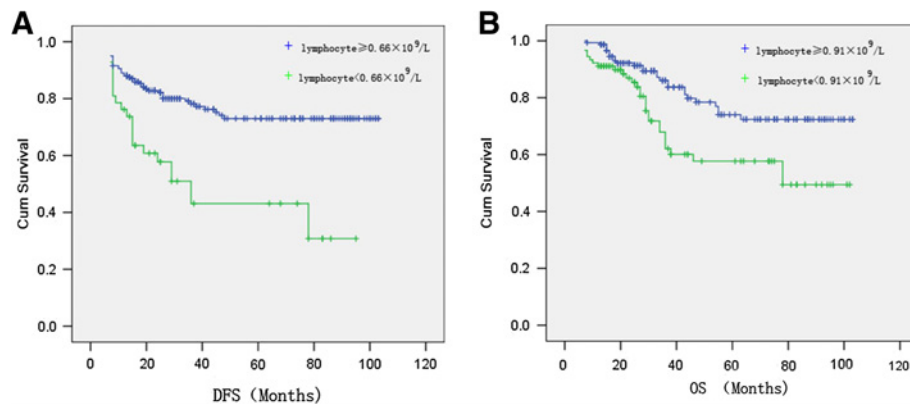 A
lymphocyte≥0.66×10⁹/L
lymphocyte<0.66×10⁹/L
Cum Survival
1.0
0.8
0.6
0.4
0.2
0.0
0 20 40 60 80 100 120
DFS (Months)
B
lymphocyte≥0.91×10⁹/L
lymphocyte<0.91×10⁹/L
Cum Survival
1.0
0.8
0.6
0.4
0.2
0.0
0 20 40 60 80 100 120
OS (Months)